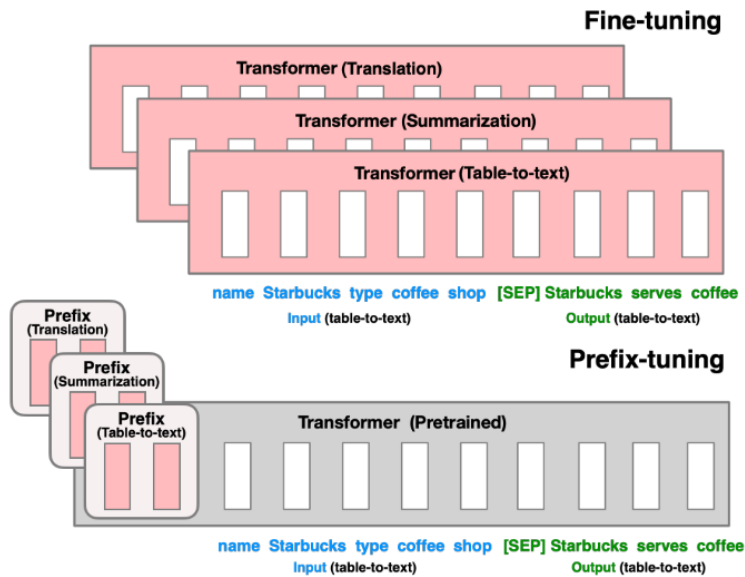 Fine-tuning
Transformer (Translation)
Transformer (Summarization)
Transformer (Table-to-text)
name Starbucks type coffee shop [SEP] Starbucks serves coffee
Input (table-to-text) Output (table-to-text)
Prefix
(Translation)
Prefix-tuning
Prefix
(Summarization)
Prefix
(Table-to-text)
Transformer (Pretrained)
name Starbucks type coffee shop [SEP] Starbucks serves coffee
Input (table-to-text) Output (table-to-text)